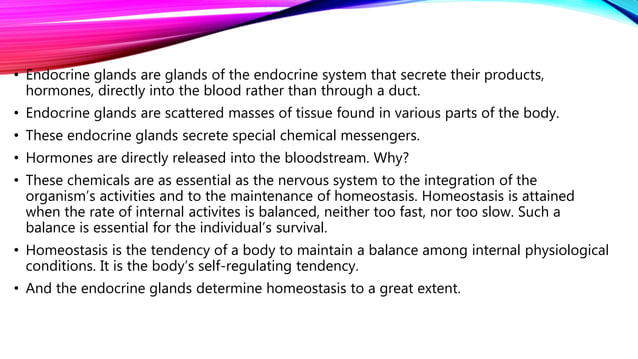 • Endocrine glands are glands of the endocrine system that secrete their products,
hormones, directly into the blood rather than through a duct.
• Endocrine glands are scattered masses of tissue found in various parts of the body.
• These endocrine glands secrete special chemical messengers.
• Hormones are directly released into the bloodstream. Why?
• These chemicals are as essential as the nervous system to the integration of the
organism’s activities and to the maintenance of homeostasis. Homeostasis is attained
when the rate of internal activites is balanced, neither too fast, nor too slow. Such a
balance is essential for the individual’s survival.
• Homeostasis is the tendency of a body to maintain a balance among internal physiological
conditions. It is the body’s self-regulating tendency.
• And the endocrine glands determine homeostasis to a great extent.